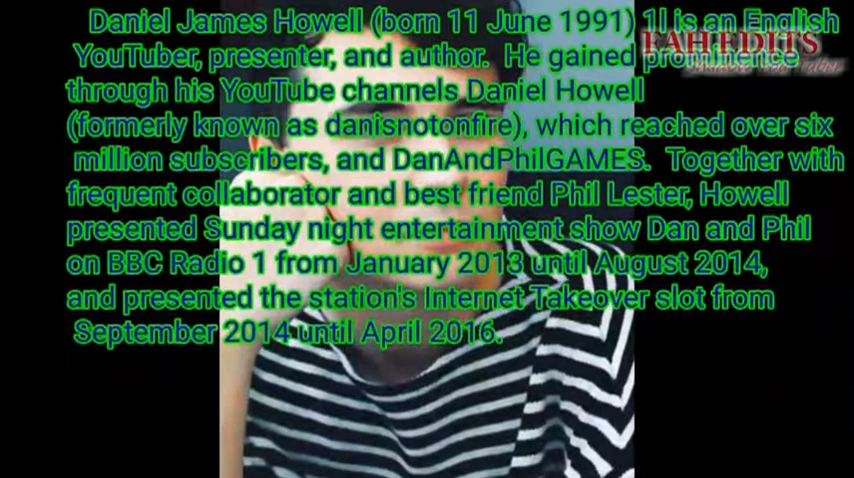 Daniel James Howell (born 11 June 1991) 1l is an English
YouTuber, presenter, and author. He gained prominence
through his YouTube channels Daniel Howell
(formerly known as danisnotonfire), which reached over six
million subscribers, and DanAndPhilGAMES. Together with
frequent collaborator and best friend Phil Lester, Howell
presented Sunday night entertainment show Dan and Phil
on BBC Radio 1 from January 2013 until August 2014,
and presented the station's Internet Takeover slot from
September 2014 until April 2016.
FAH EDITS